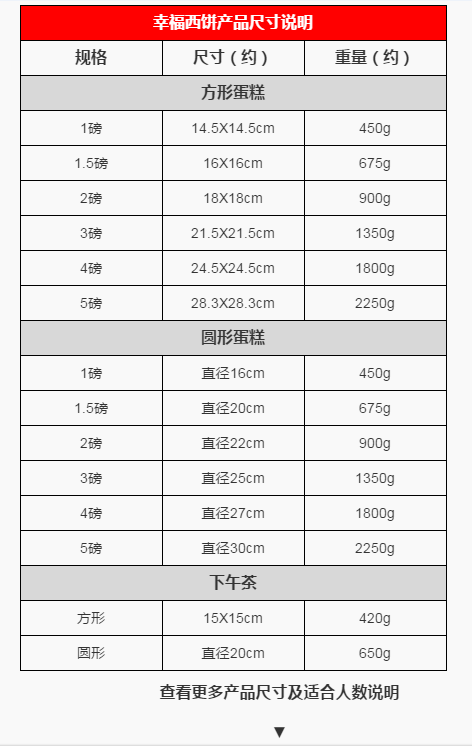 幸福西饼产品尺寸说明
规格 尺寸（约） 重量（约）
方形蛋糕
1磅 14.5X14.5cm 450g
1.5磅 16X16cm 675g
2磅 18X18cm 900g
3磅 21.5X21.5cm 1350g
4磅 24.5X24.5cm 1800g
5磅 28.3X28.3cm 2250g
圆形蛋糕
1磅 直径16cm 450g
1.5磅 直径20cm 675g
2磅 直径22cm 900g
3磅 直径25cm 1350g
4磅 直径27cm 1800g
5磅 直径30cm 2250g
下午茶
方形 15X15cm 420g
圆形 直径20cm 650g
查看更多产品尺寸及适合人数说明
▼